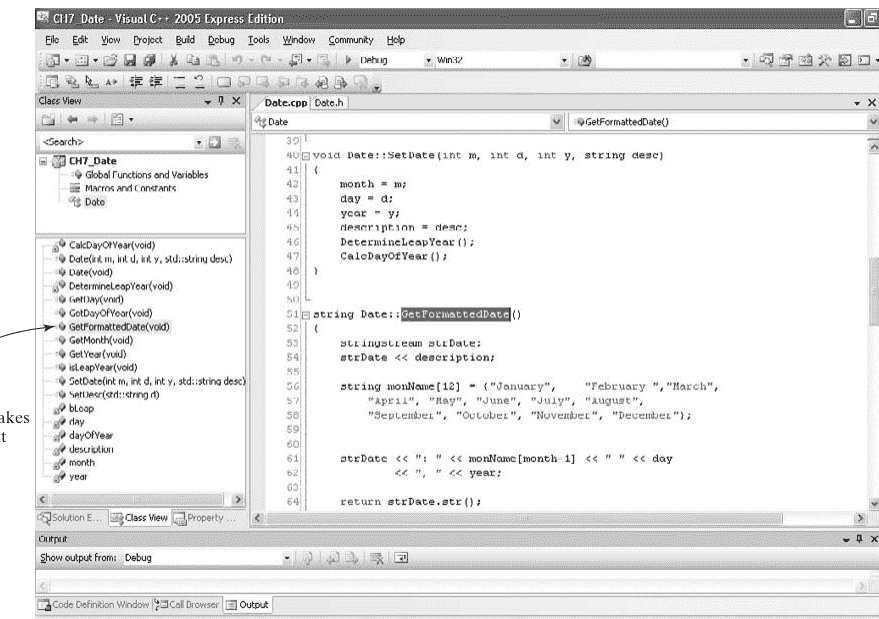 CH7_Date - Visual C++ 2005 Express Edition
File Edit View Project Build Debug Tools Window Community Help
Debug Win32
Class View
Date.cpp Date.h
Date GetFormattedDate()
<Search>
CH7_Date
Global Functions and Variables
Macros and Constants
Date
CalcDayOfYear(void)
Date(int m, int d, int y, std::string desc)
Date(void)
DetermineLeapYear(void)
GetDay(void)
GetDayOfYear(void)
GetFormattedDate(void)
GetMonth(void)
GetYear(void)
isLeapYear(void)
SetDate(int m, int d, int y, std::string desc)
SetDesc(std::string d)
bLeap
day
dayOfYear
description
month
year
akes
t
39
40 void Date::SetDate(int m, int d, int y, string desc)
41 {
42 month = m;
43 day = d;
44 year = y;
45 description = desc;
46 DetermineLeapYear();
47 CalcDayOfYear();
48 }
49
50
51 string Date::GetFormattedDate()
52 {
53 stringstream strDate;
54 strDate << description;
55
56 string monName[12] = {"January", "February ","March",
57 "April", "May", "June", "July", "August",
58 "September", "October", "November", "December"};
59
60
61 strDate << ": " << monName[month-1] << " " << day
62 << ", " << year;
63
64 return strDate.str();
Solution E... Class View Property ...
Output
Show output from: Debug
Code Definition Window Call Browser Output